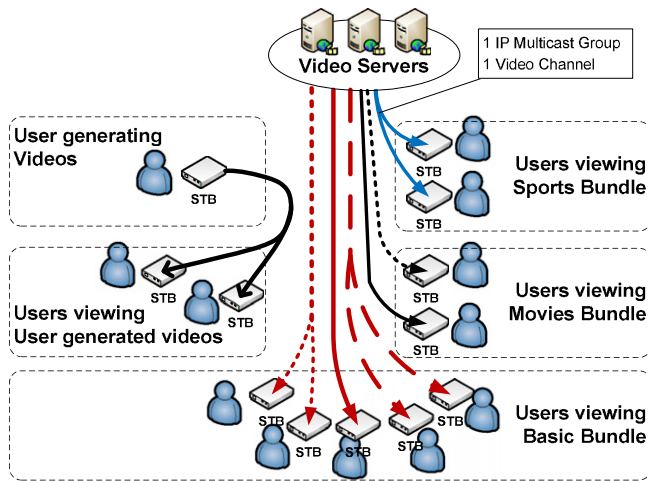 Video Servers
1 IP Multicast Group
1 Video Channel
User generating
Videos
STB
STB
STB
Users viewing
Sports Bundle
Users viewing
User generated videos
STB
STB
STB
STB
Users viewing
Movies Bundle
STB
STB
STB
STB
STB
Users viewing
Basic Bundle